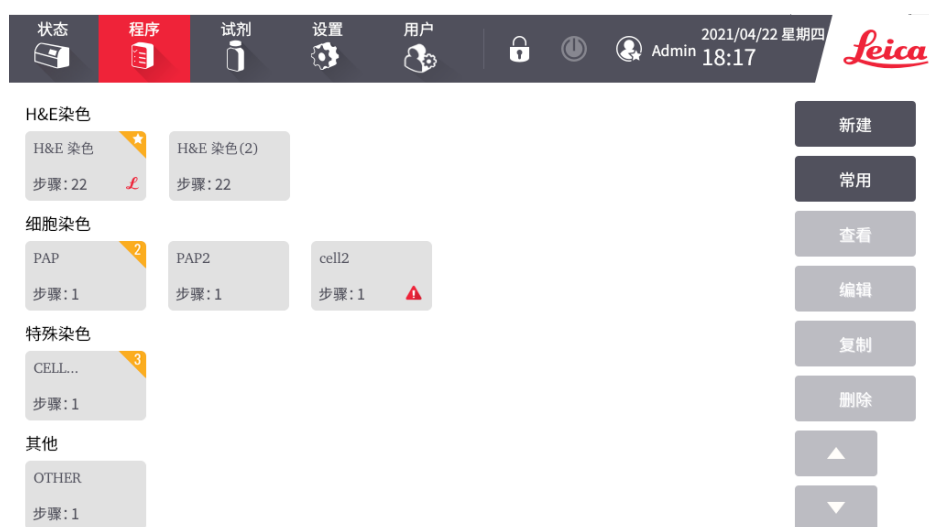 状态 程序 试剂 设置 用户
Admin 2021/04/22 星期四
18:17
Leica
H&E染色
H&E 染色 H&E 染色(2)
步骤: 22 步骤: 22
细胞染色
PAP 2 PAP2 cell2
步骤: 1 步骤: 1 步骤: 1
特殊染色
CELL... 3
步骤: 1
其他
OTHER
步骤: 1
新建
常用
查看
编辑
复制
删除